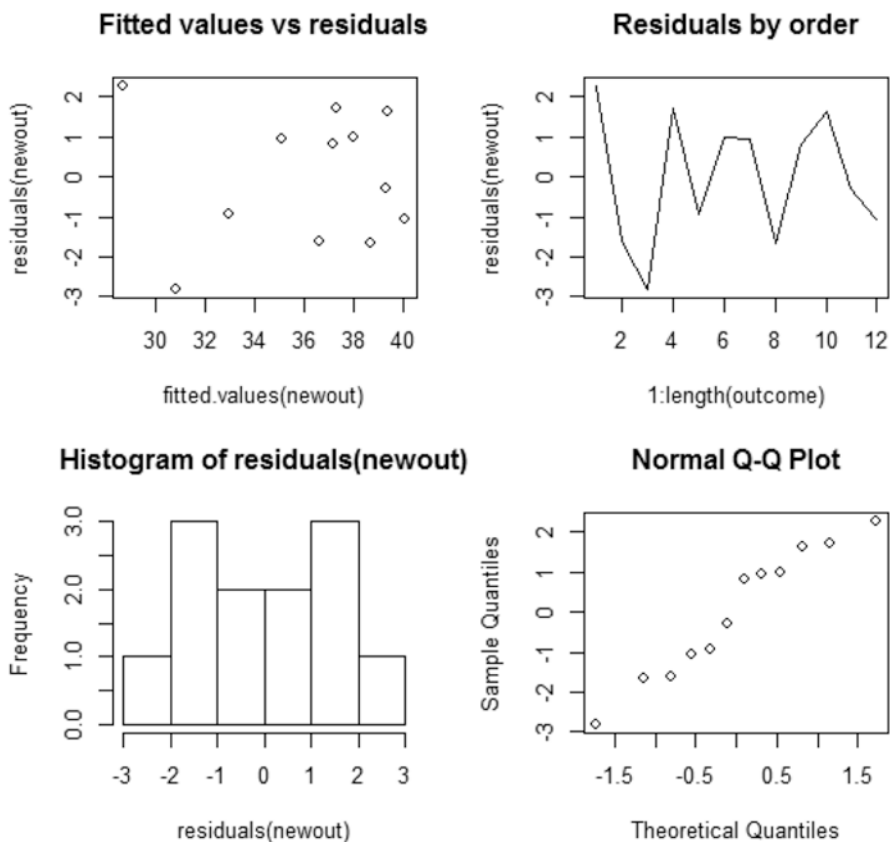 Fitted values vs residuals
residuals(newout)
2
1
0
-1
-2
-3
30 32 34 36 38 40
fitted.values(newout)
Residuals by order
residuals(newout)
2
1
0
-1
-2
-3
2 4 6 8 10 12
1:length(outcome)
Histogram of residuals(newout)
Frequency
3.0
2.0
1.0
0.0
-3 -2 -1 0 1 2 3
residuals(newout)
Normal Q-Q Plot
Sample Quantiles
2
1
0
-1
-2
-3
-1.5 -0.5 0.5 1.5
Theoretical Quantiles